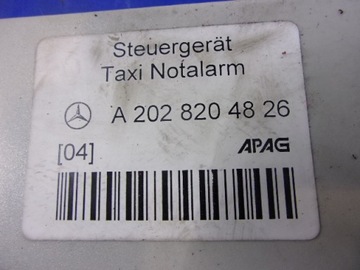 Steuergerät
Taxi Notalarm
A 202 820 48 26
[04] APAG